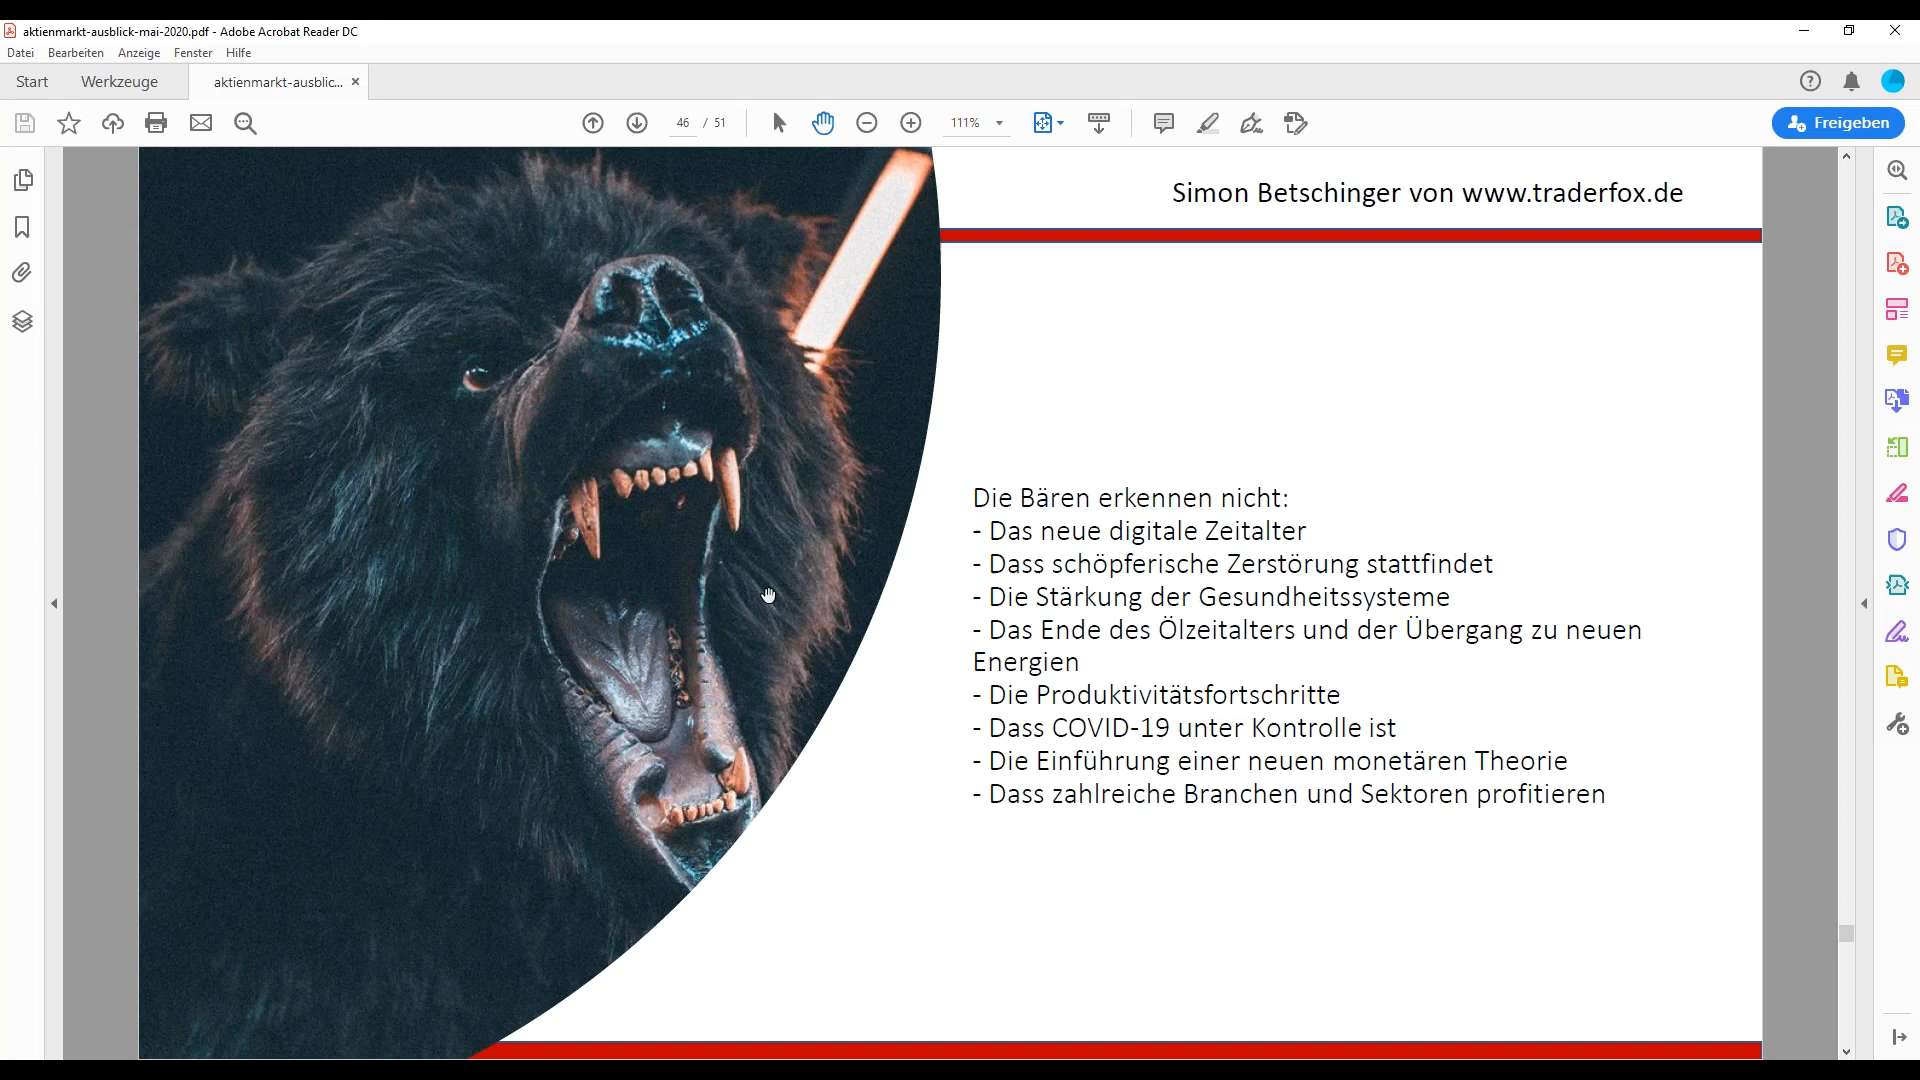 aktienmarkt-ausblick-mai-2020.pdf - Adobe Acrobat Reader DC
Datei Bearbeiten Anzeige Fenster Hilfe
Start Werkzeuge aktienmarkt-ausblic... ×
46 / 51 111% Freigeben
Simon Betschinger von www.traderfox.de
Die Bären erkennen nicht:
- Das neue digitale Zeitalter
- Dass schöpferische Zerstörung stattfindet
- Die Stärkung der Gesundheitssysteme
- Das Ende des Ölzeitalters und der Übergang zu neuen
Energien
- Die Produktivitätsfortschritte
- Dass COVID-19 unter Kontrolle ist
- Die Einführung einer neuen monetären Theorie
- Dass zahlreiche Branchen und Sektoren profitieren